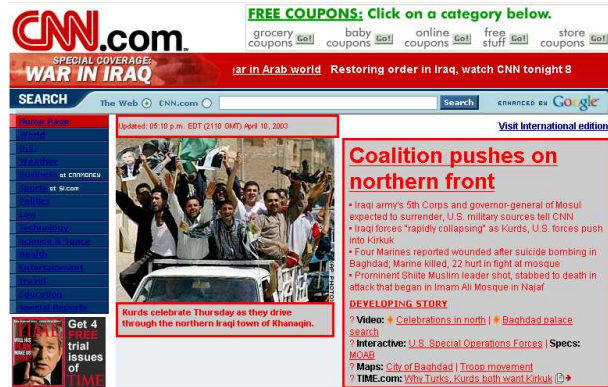 CNN.com
FREE COUPONS: Click on a category below.
grocery coupons Go!
baby coupons Go!
online coupons Go!
free stuff Go!
store coupons Go!
SPECIAL COVERAGE:
WAR IN IRAQ
ar in Arab world Restoring order in Iraq, watch CNN tonight 8
SEARCH The Web CNN.com Search ENHANCED BY Google
Home Page
World
U.S.
Weather
Business at CNNMONEY
Sports at SI.com
Politics
Law
Technology
Science & Space
Health
Entertainment
Travel
Education
Special Reports
TIME
Get 4
FREE
trial
issues
of
TIME
Updated: 05:10 p.m. EDT (2110 GMT) April 10, 2003
AP PHOTO
Kurds celebrate Thursday as they drive
through the northern Iraqi town of Khanaqin.
Visit International edition
Coalition pushes on
northern front
• Iraqi army's 5th Corps and governor-general of Mosul
expected to surrender, U.S. military sources tell CNN
• Iraqi forces "rapidly collapsing" as Kurds, U.S. forces push
into Kirkuk
• Four Marines reported wounded after suicide bombing in
Baghdad; Marine killed, 22 hurt in fight at mosque
• Prominent Shiite Muslim leader shot, stabbed to death in
attack that began in Imam Ali Mosque in Najaf
DEVELOPING STORY
? Video: Celebrations in north | Baghdad palace
search
? Interactive: U.S. Special Operations Forces | Specs:
MOAB
? Maps: City of Baghdad | Troop movement
? TIME.com: Why Turks, Kurds both want Kirkuk